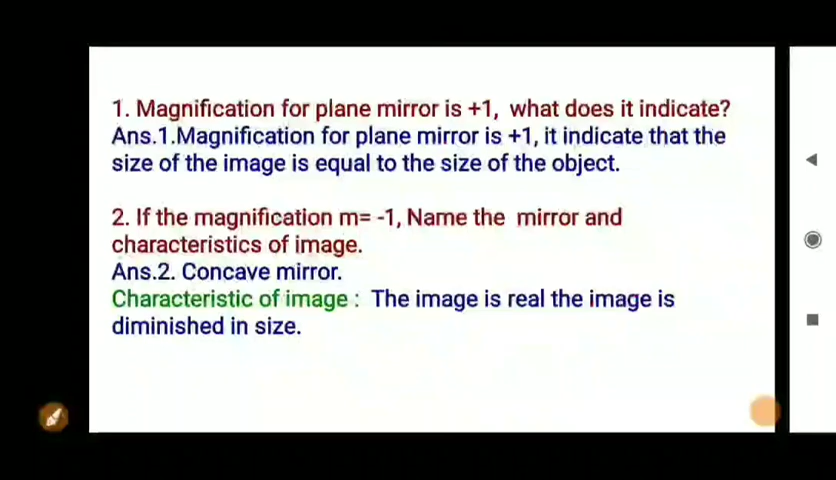 1. Magnification for plane mirror is +1, what does it indicate?
Ans.1.Magnification for plane mirror is +1, it indicate that the
size of the image is equal to the size of the object.
2. If the magnification m= -1, Name the mirror and
characteristics of image.
Ans.2. Concave mirror.
Characteristic of image : The image is real the image is
diminished in size.